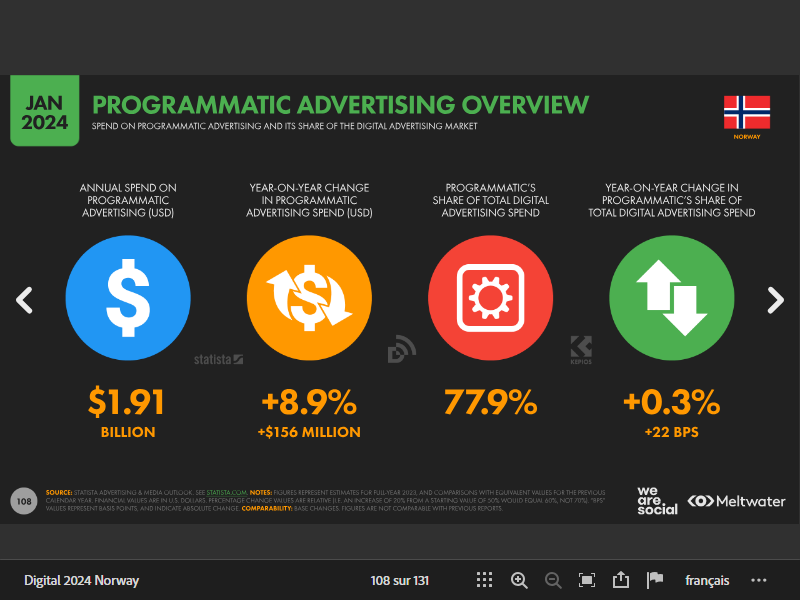 JAN
2024
PROGRAMMATIC ADVERTISING OVERVIEW
SPEND ON PROGRAMMATIC ADVERTISING AND ITS SHARE OF THE DIGITAL ADVERTISING MARKET
NORWAY
ANNUAL SPEND ON
PROGRAMMATIC
ADVERTISING (USD)
YEAR-ON-YEAR CHANGE
IN PROGRAMMATIC
ADVERTISING SPEND (USD)
PROGRAMMATIC'S
SHARE OF TOTAL DIGITAL
ADVERTISING SPEND
YEAR-ON-YEAR CHANGE IN
PROGRAMMATIC'S SHARE OF
TOTAL DIGITAL ADVERTISING SPEND
$
$
statista
KEPIOS
$1.91
BILLION
+8.9%
+$156 MILLION
77.9%
+0.3%
+22 BPS
108
SOURCE: STATISTA ADVERTISING & MEDIA OUTLOOK. SEE STATISTA.COM. NOTES: FIGURES REPRESENT ESTIMATES FOR FULL-YEAR 2023, AND COMPARISONS WITH EQUIVALENT VALUES FOR THE PREVIOUS
CALENDAR YEAR. FINANCIAL VALUES ARE IN U.S. DOLLARS. PERCENTAGE CHANGE VALUES ARE RELATIVE (I.E. AN INCREASE OF 20% FROM A STARTING VALUE OF 50% WOULD EQUAL 60%, NOT 70%). "BPS"
VALUES REPRESENT BASIS POINTS, AND INDICATE ABSOLUTE CHANGE. COMPARABILITY: BASE CHANGES. FIGURES ARE NOT COMPARABLE WITH PREVIOUS REPORTS.
we
are.
social
Meltwater
Digital 2024 Norway
108 sur 131
français